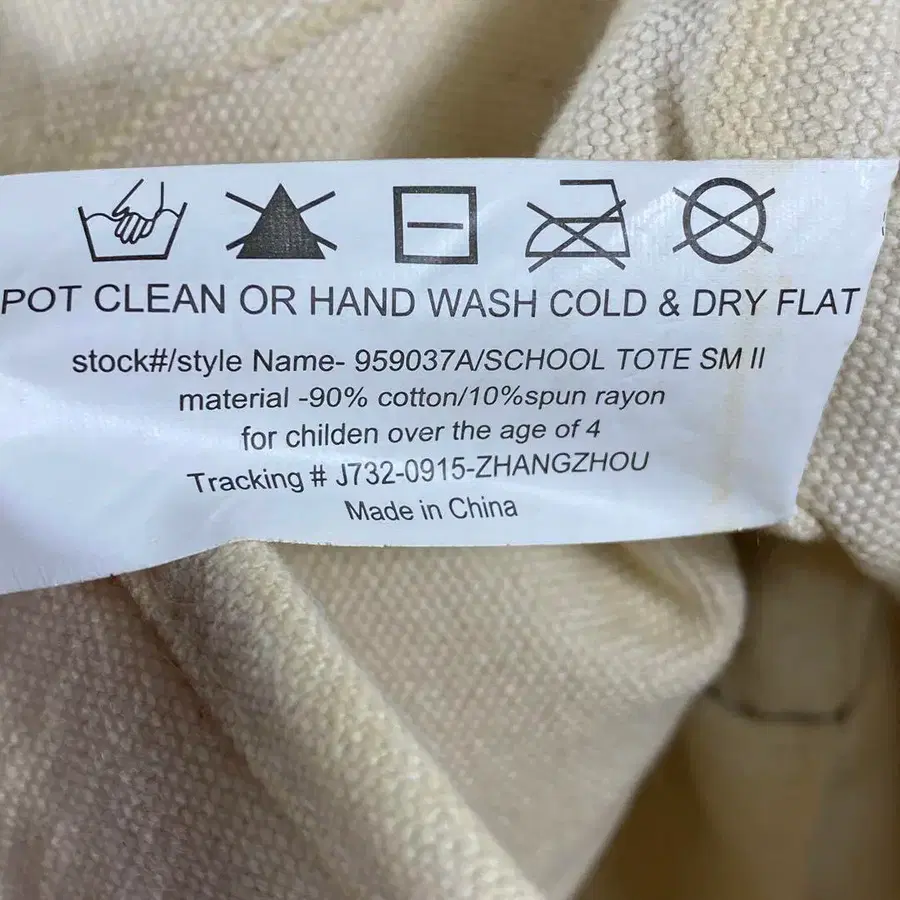 POT CLEAN OR HAND WASH COLD & DRY FLAT
stock#/style Name- 959037A/SCHOOL TOTE SM II
material -90% cotton/10%spun rayon
for childen over the age of 4
Tracking # J732-0915-ZHANGZHOU
Made in China